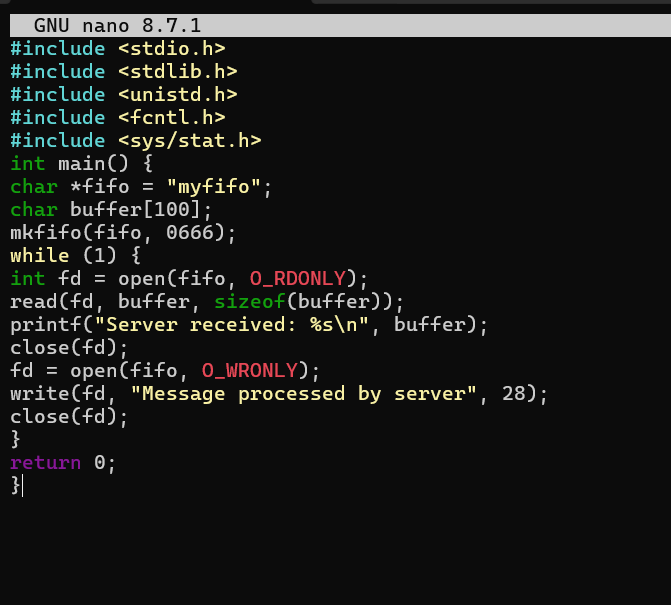 GNU nano 8.7.1
#include <stdio.h>
#include <stdlib.h>
#include <unistd.h>
#include <fcntl.h>
#include <sys/stat.h>
int main() {
char *fifo = "myfifo";
char buffer[100];
mkfifo(fifo, 0666);
while (1) {
int fd = open(fifo, O_RDONLY);
read(fd, buffer, sizeof(buffer));
printf("Server received: %s\n", buffer);
close(fd);
fd = open(fifo, O_WRONLY);
write(fd, "Message processed by server", 28);
close(fd);
}
return 0;
}